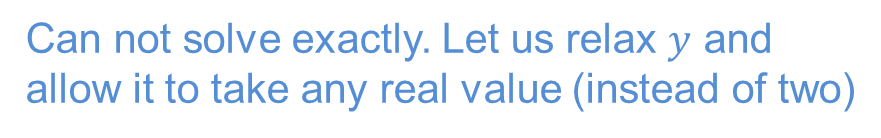 Can not solve exactly. Let us relax y and
allow it to take any real value (instead of two)